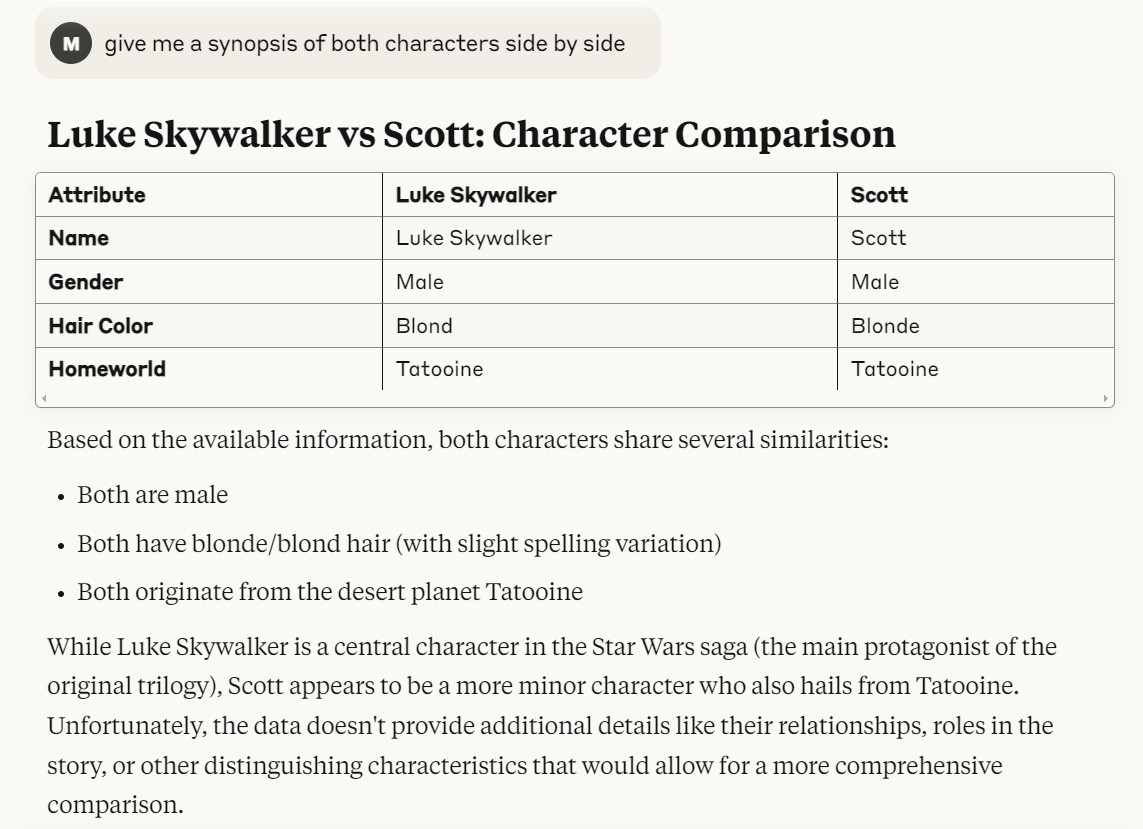 M give me a synopsis of both characters side by side
Luke Skywalker vs Scott: Character Comparison
Attribute Luke Skywalker Scott
Name Luke Skywalker Scott
Gender Male Male
Hair Color Blond Blonde
Homeworld Tatooine Tatooine
Based on the available information, both characters share several similarities:
• Both are male
• Both have blonde/blond hair (with slight spelling variation)
• Both originate from the desert planet Tatooine
While Luke Skywalker is a central character in the Star Wars saga (the main protagonist of the
original trilogy), Scott appears to be a more minor character who also hails from Tatooine.
Unfortunately, the data doesn't provide additional details like their relationships, roles in the
story, or other distinguishing characteristics that would allow for a more comprehensive
comparison.